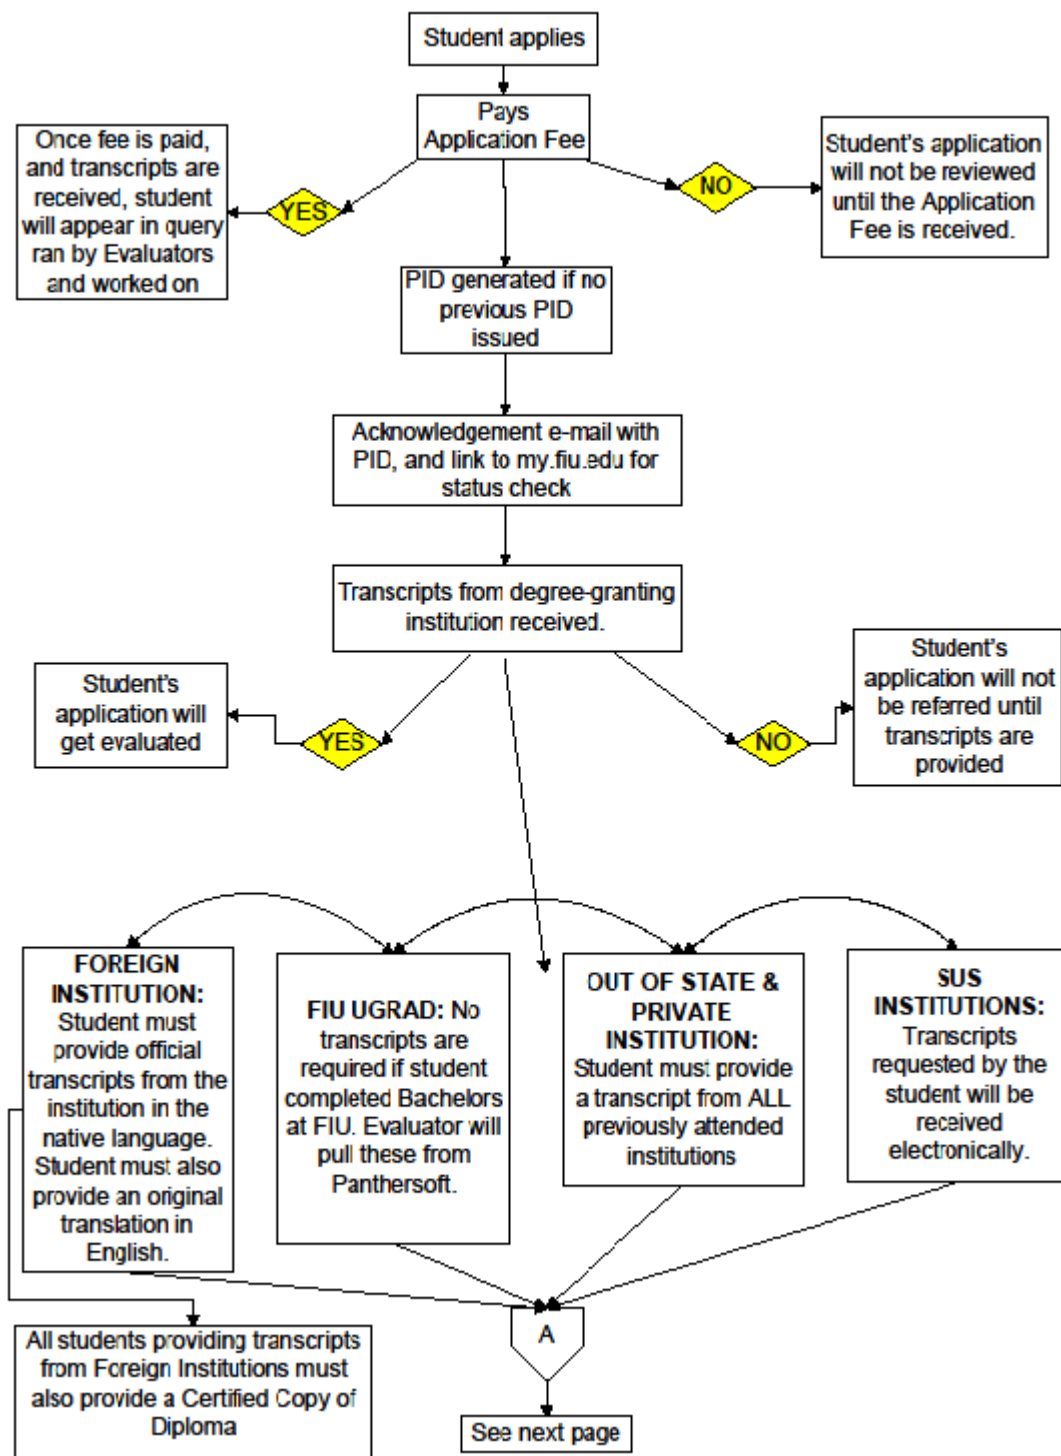 Student applies
Pays
Application Fee
Once fee is paid,
and transcripts are
received, student
will appear in query
ran by Evaluators
and worked on
YES
NO
Student's application
will not be reviewed
until the Application
Fee is received.
PID generated if no
previous PID
issued
Acknowledgement e-mail with
PID, and link to my.fiu.edu for
status check
Transcripts from degree-granting
institution received.
Student's
application will
get evaluated
YES
NO
Student's
application will not
be referred until
transcripts are
provided
FOREIGN
INSTITUTION:
Student must
provide official
transcripts from the
institution in the
native language.
Student must also
provide an original
translation in
English.
FIU UGRAD: No
transcripts are
required if student
completed Bachelors
at FIU. Evaluator will
pull these from
Panthersoft.
OUT OF STATE &
PRIVATE
INSTITUTION:
Student must provide
a transcript from ALL
previously attended
institutions
SUS
INSTITUTIONS:
Transcripts
requested by the
student will be
received
electronically.
All students providing transcripts
from Foreign Institutions must
also provide a Certified Copy of
Diploma
A
See next page